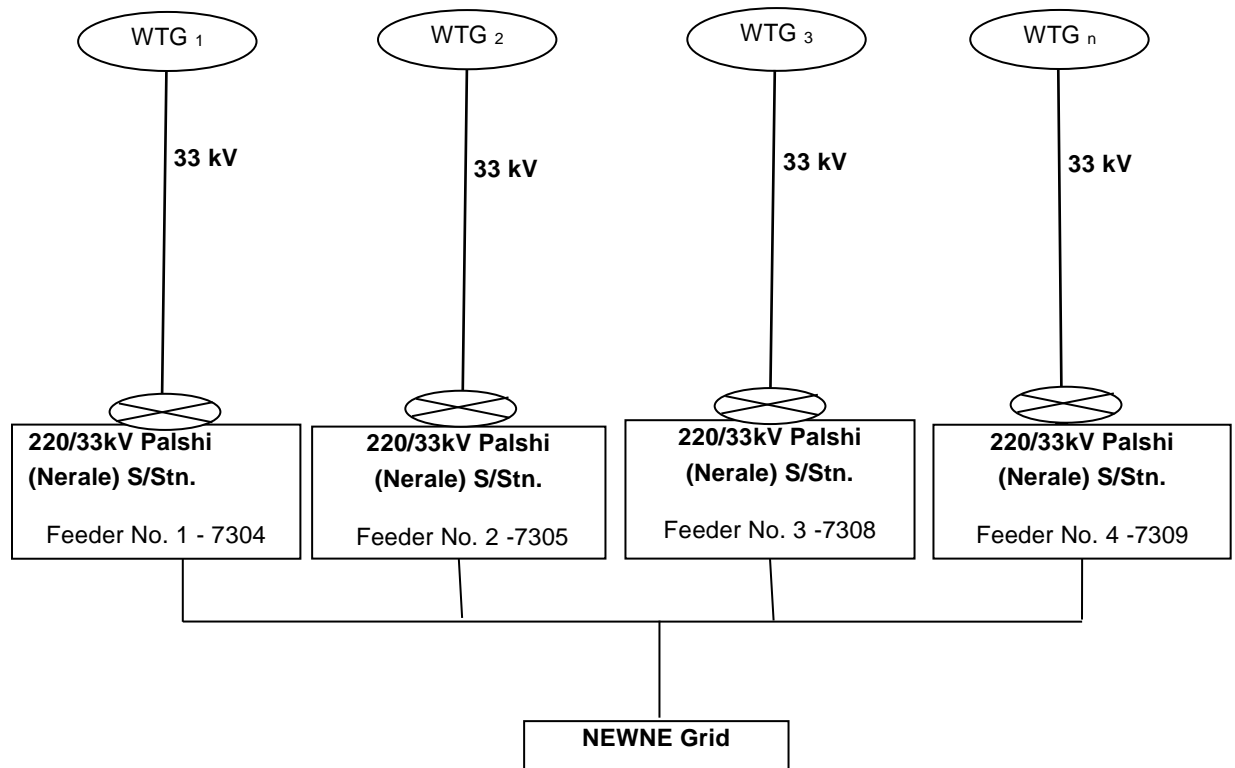 WTG 1
WTG 2
WTG 3
WTG n
33 kV
33 kV
33 kV
33 kV
220/33kV Palshi
(Nerale) S/Stn.
Feeder No. 1 - 7304
220/33kV Palshi
(Nerale) S/Stn.
Feeder No. 2 -7305
220/33kV Palshi
(Nerale) S/Stn.
Feeder No. 3 -7308
220/33kV Palshi
(Nerale) S/Stn.
Feeder No. 4 -7309
NEWNE Grid